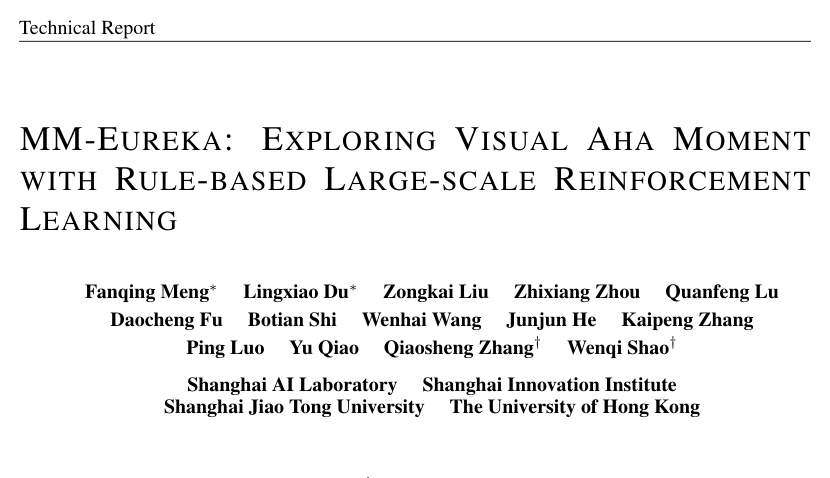 Technical Report
MM-EUREKA: EXPLORING VISUAL AHA MOMENT
WITH RULE-BASED LARGE-SCALE REINFORCEMENT
LEARNING
Fanqing Meng* Lingxiao Du* Zongkai Liu Zhixiang Zhou Quanfeng Lu
Daocheng Fu Botian Shi Wenhai Wang Junjun He Kaipeng Zhang
Ping Luo Yu Qiao Qiaosheng Zhang† Wenqi Shao†
Shanghai AI Laboratory Shanghai Innovation Institute
Shanghai Jiao Tong University The University of Hong Kong